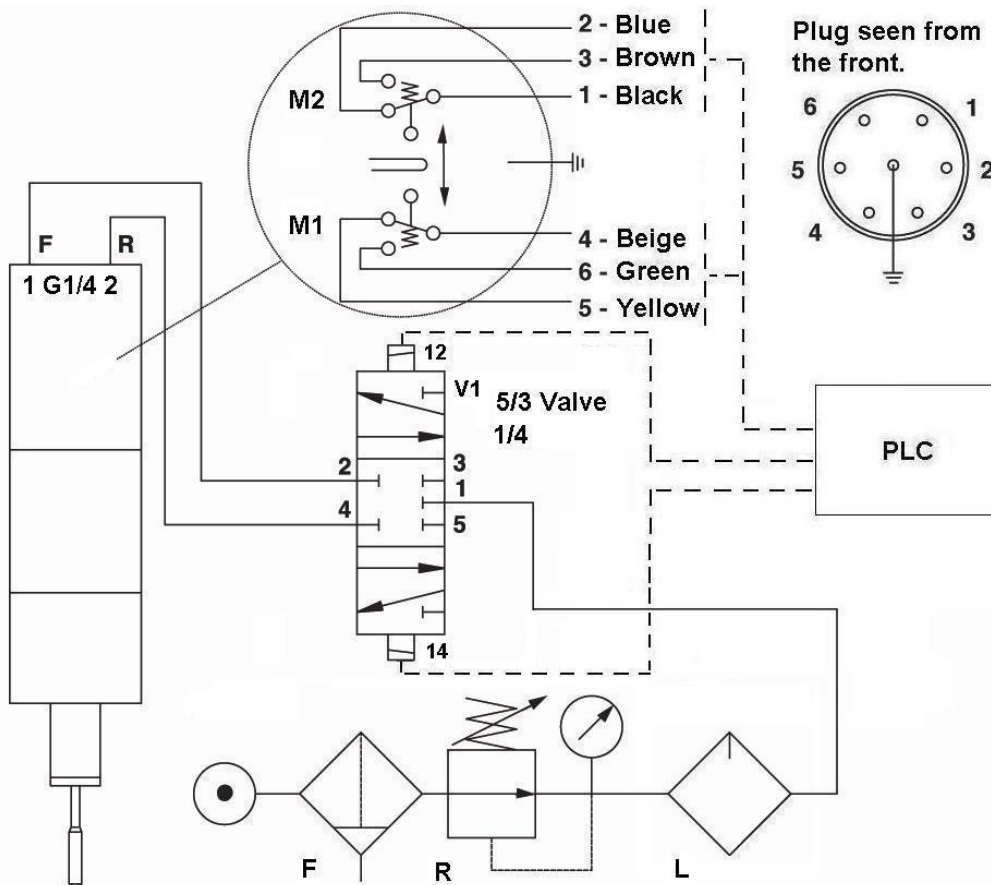 2 - Blue
3 - Brown
1 - Black
M2
Plug seen from
the front.
6
1
5
2
4
3
M1
4 - Beige
6 - Green
5 - Yellow
F
R
1 G1/4 2
12
V1
5/3 Valve
1/4
2
3
1
4
5
14
PLC
F
R
L